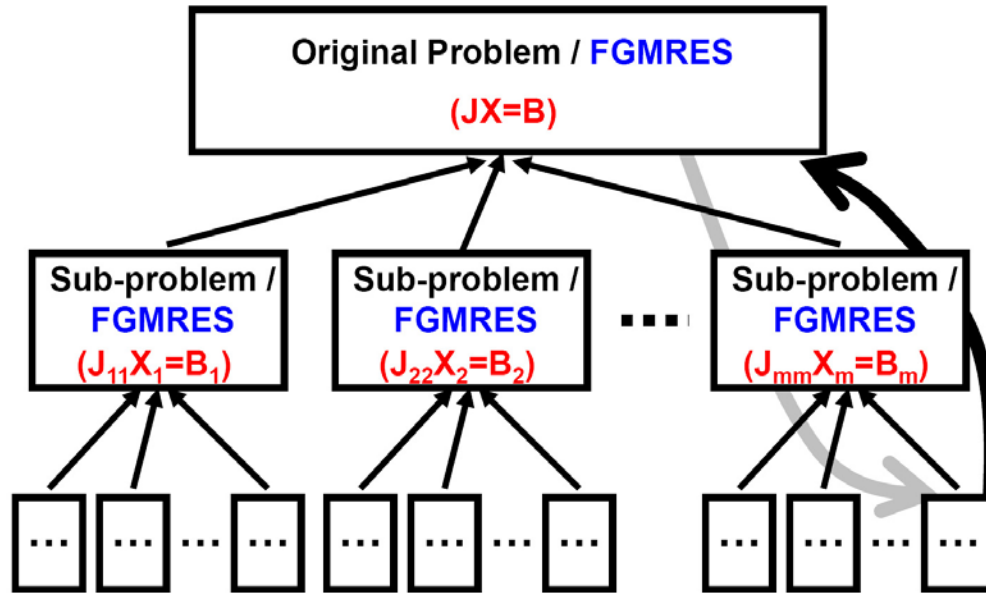 Original Problem / FGMRES
(JX=B)
Sub-problem /
FGMRES
(J₁₁X₁=B₁)
Sub-problem /
FGMRES
(J₂₂X₂=B₂)
.....
Sub-problem /
FGMRES
(JₘₘXₘ=Bₘ)
... ... ... ... ... ... ... ... ... ... ... ...